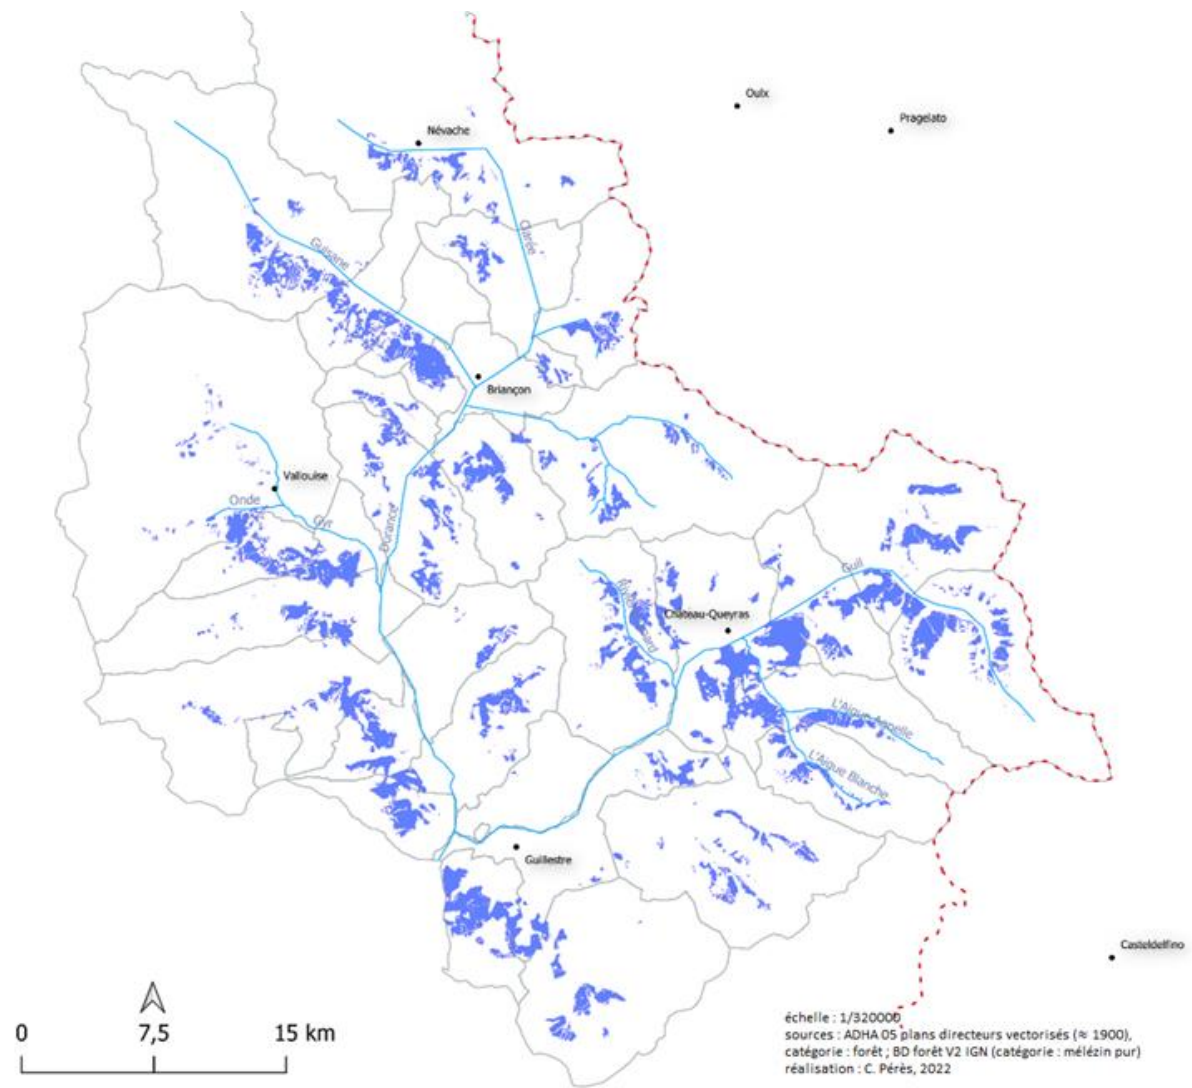 Oulx
Pragelato
Névache
Clarée
Guisane
Briançon
Vallouise
Onde
Gyr
Durance
Guil
Château-Queyras
L'Aigue Agnelle
L'Aigue Blanche
Guillestre
Casteldelfino
0 7,5 15 km
échelle : 1/320000
sources : ADHA 05 plans directeurs vectorisés (≈ 1900),
catégorie : forêt ; BD forêt V2 IGN (catégorie : mélézin pur)
réalisation : C. Pérès, 2022